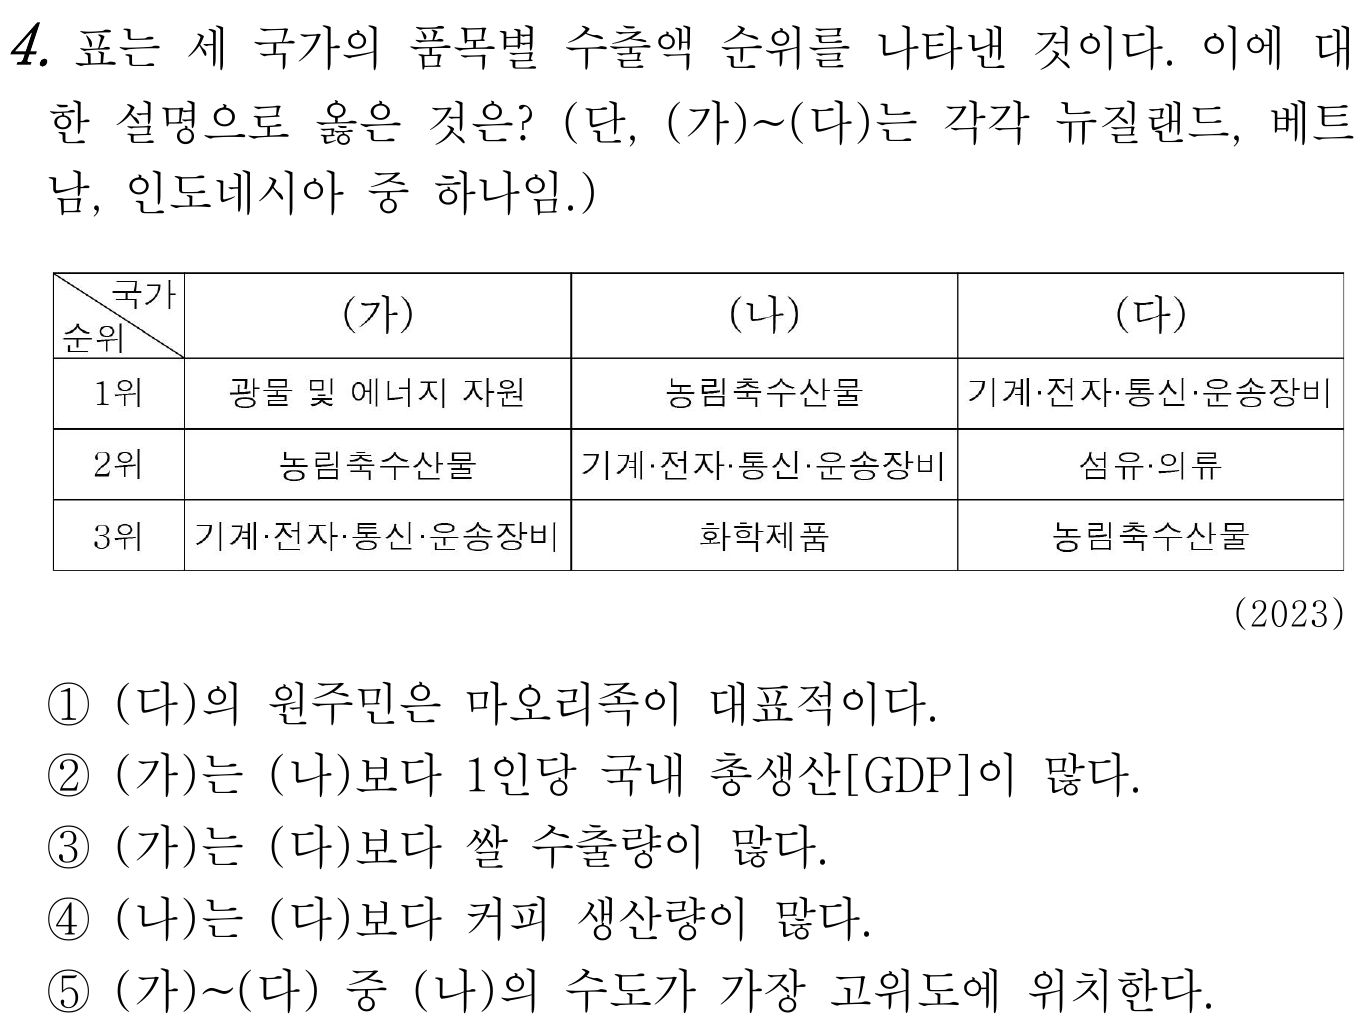 4. 표는 세 국가의 품목별 수출액 순위를 나타낸 것이다. 이에 대
한 설명으로 옳은 것은? (단, (가)~(다)는 각각 뉴질랜드, 베트
남, 인도네시아 중 하나임.)
국가
순위
(가) (나) (다)
1위 광물 및 에너지 자원 농림축수산물 기계·전자·통신·운송장비
2위 농림축수산물 기계·전자·통신·운송장비 섬유·의류
3위 기계·전자·통신·운송장비 화학제품 농림축수산물
(2023)
① (다)의 원주민은 마오리족이 대표적이다.
② (가)는 (나)보다 1인당 국내 총생산[GDP]이 많다.
③ (가)는 (다)보다 쌀 수출량이 많다.
④ (나)는 (다)보다 커피 생산량이 많다.
⑤ (가)~(다) 중 (나)의 수도가 가장 고위도에 위치한다.